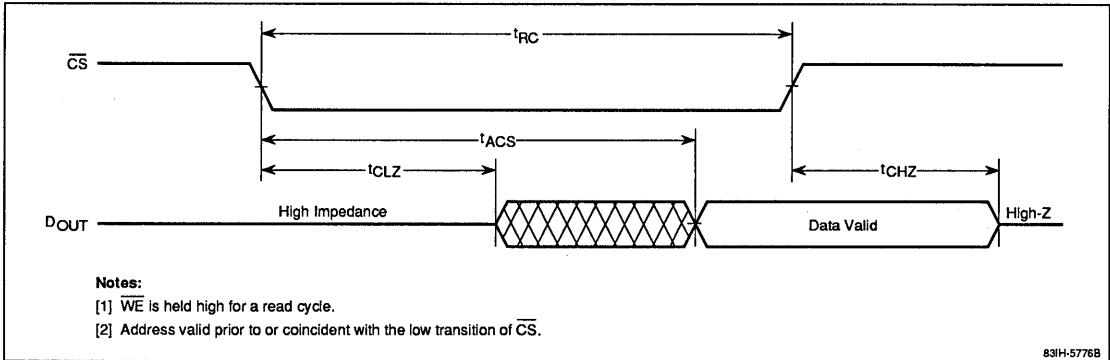 tRC
CS
tACS
tCLZ
tCHZ
DOUT
High Impedance
Data Valid
High-Z
Notes:
[1] WE is held high for a read cycle.
[2] Address valid prior to or coincident with the low transition of CS.
83IH-5776B